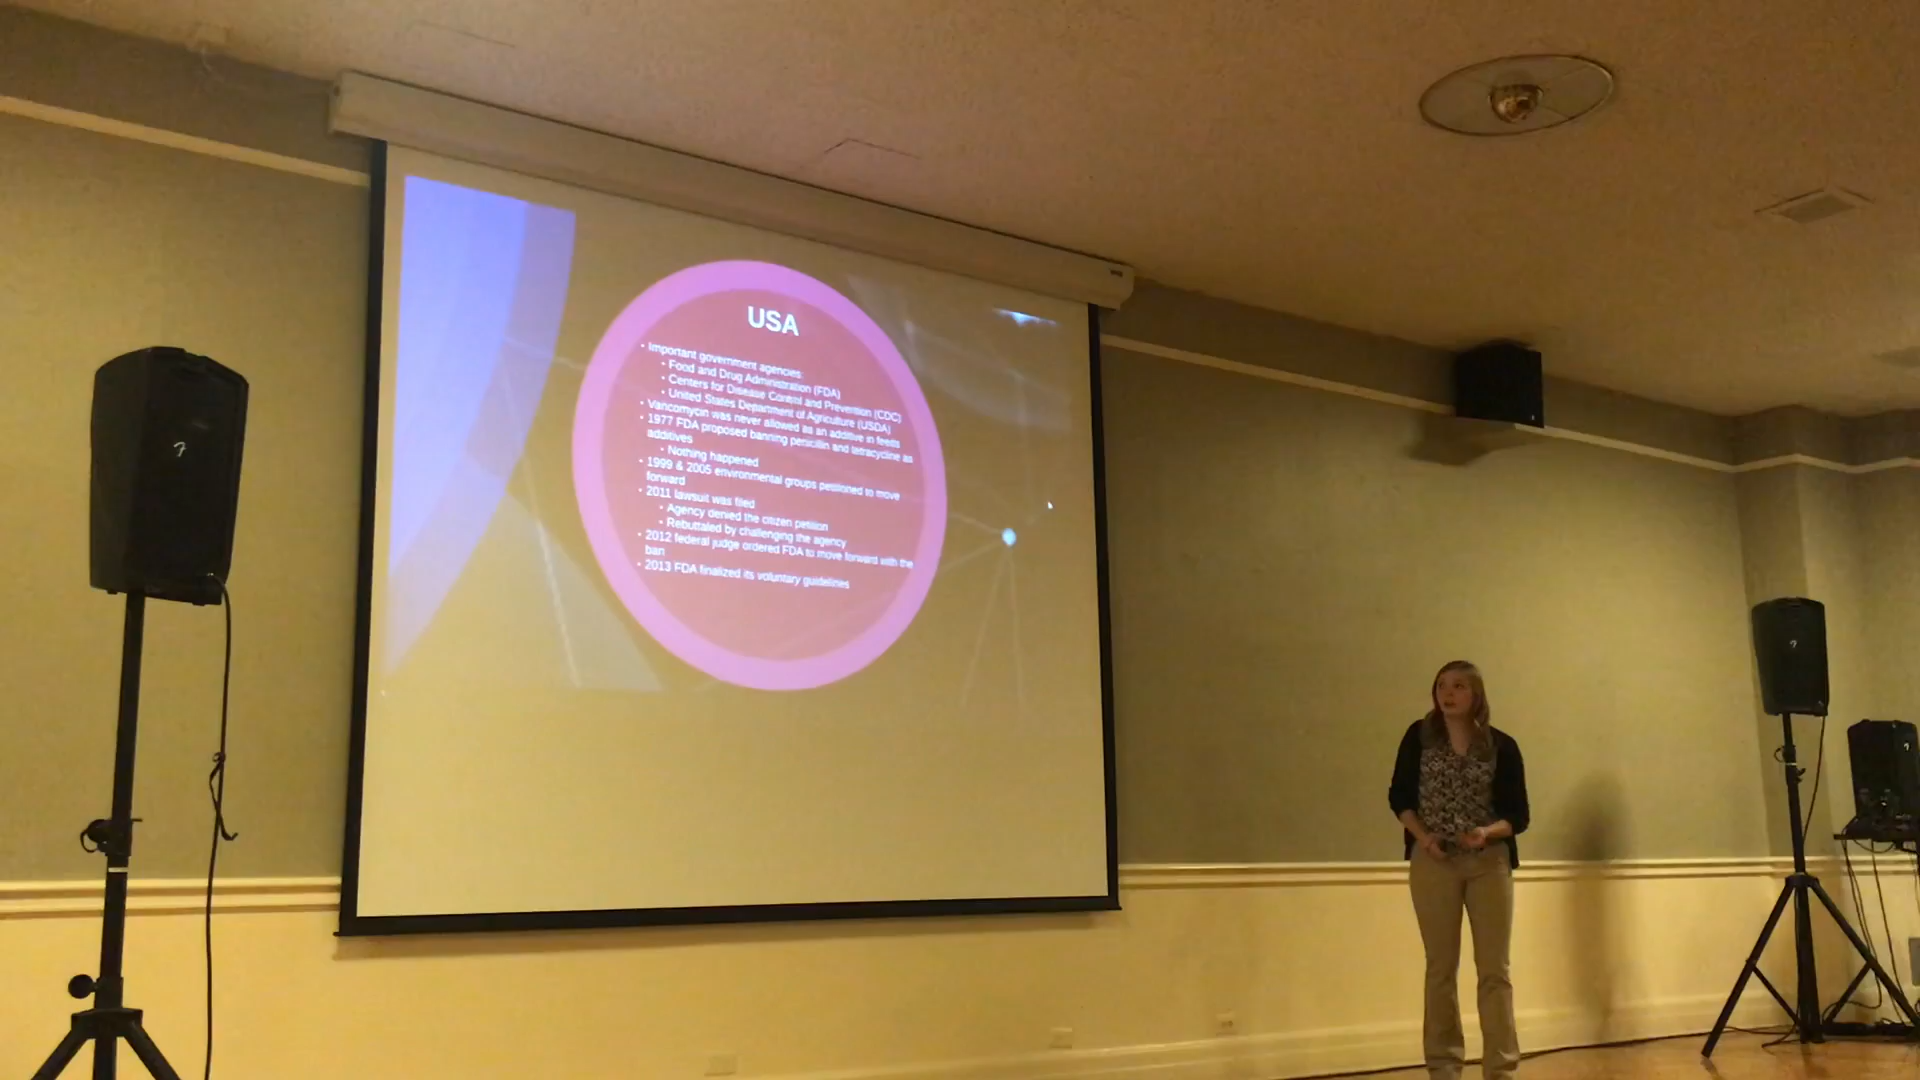 USA
• Important government agencies:
• Food and Drug Administration (FDA)
• Centers for Disease Control and Prevention (CDC)
• United States Department of Agriculture (USDA)
• Vancomycin was never allowed as an additive in feeds
• 1977 FDA proposed banning penicillin and tetracycline as
additives
• Nothing happened
• 1999 & 2005 environmental groups petitioned to move
forward
• 2011 lawsuit was filed
• Agency denied the citizen petition
• Rebuttaled by challenging the agency
• 2012 federal judge ordered FDA to move forward with the
ban
• 2013 FDA finalized its voluntary guidelines